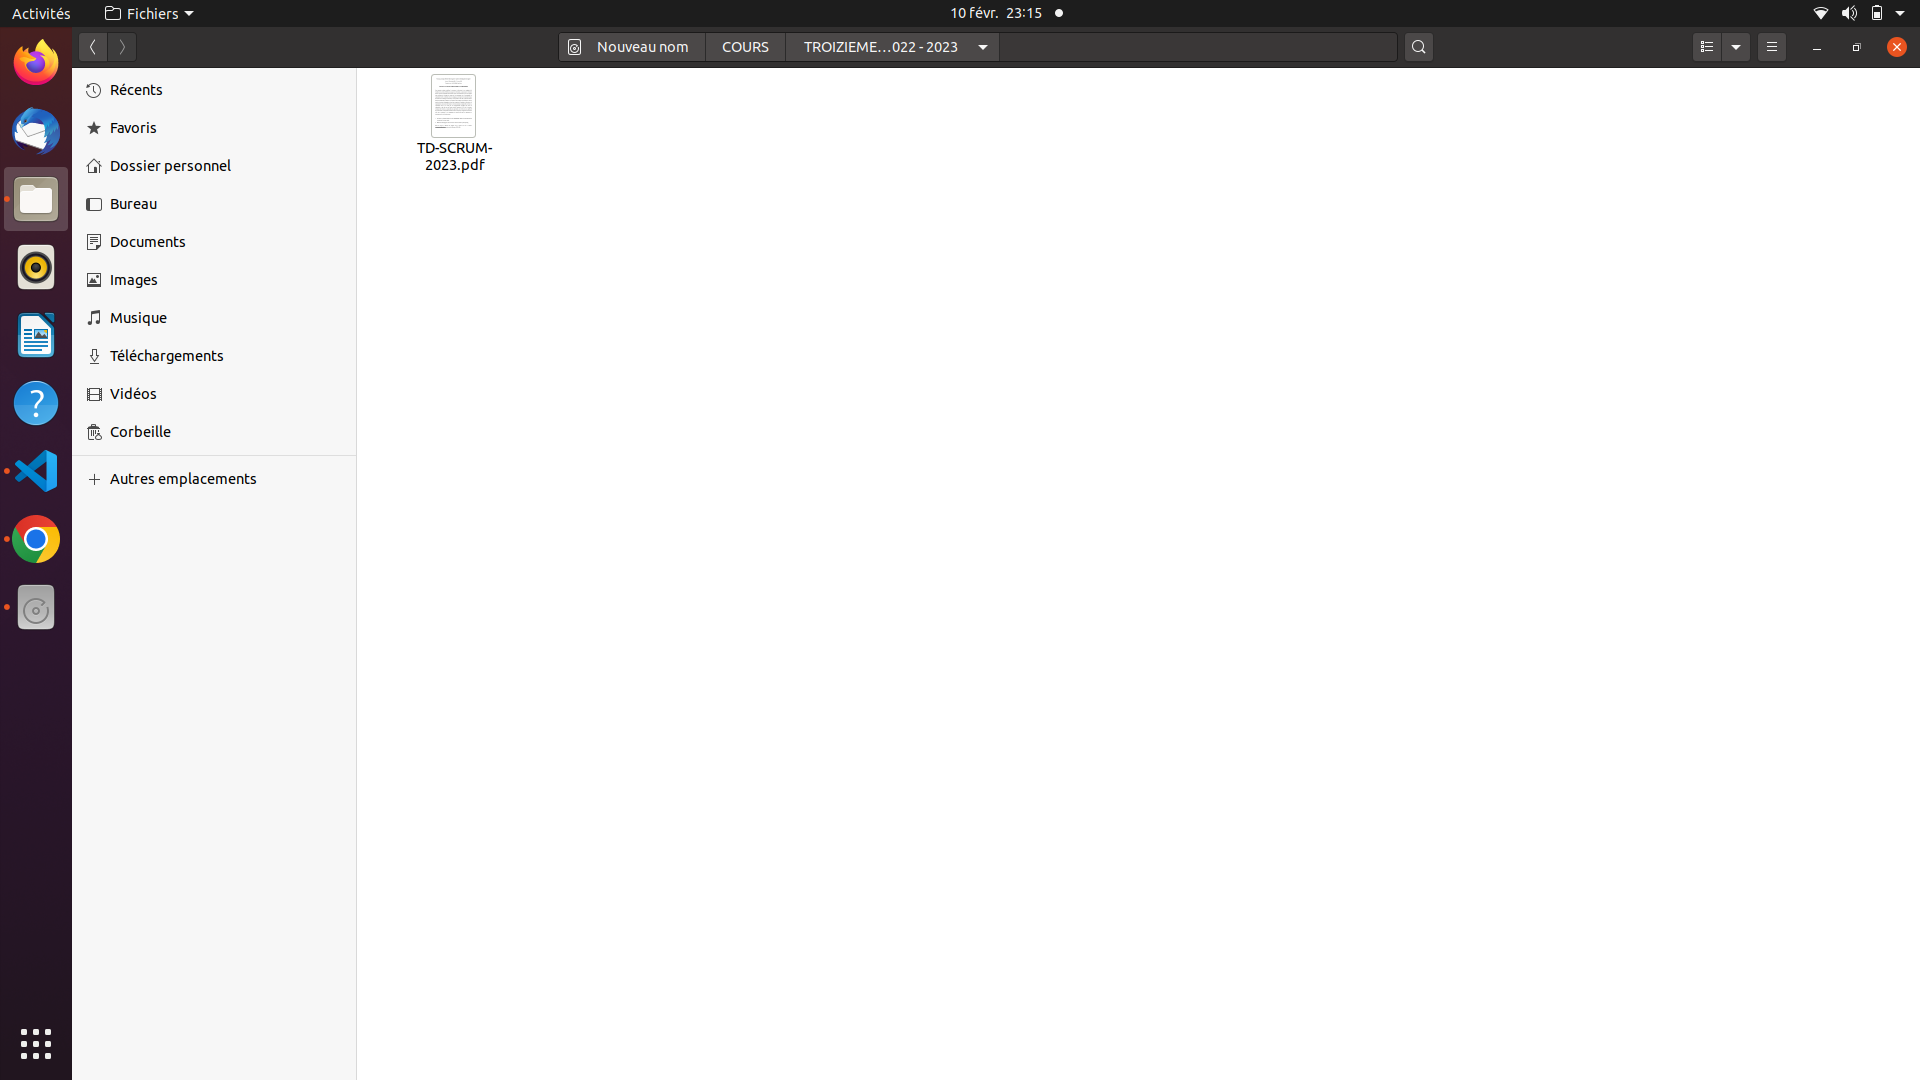 Activités
Fichiers
10 févr. 23:15
Nouveau nom
COURS
TROIZIEME…022 - 2023
Récents
Favoris
Dossier personnel
Bureau
Documents
Images
Musique
Téléchargements
Vidéos
Corbeille
Autres emplacements
TD-SCRUM-
2023.pdf